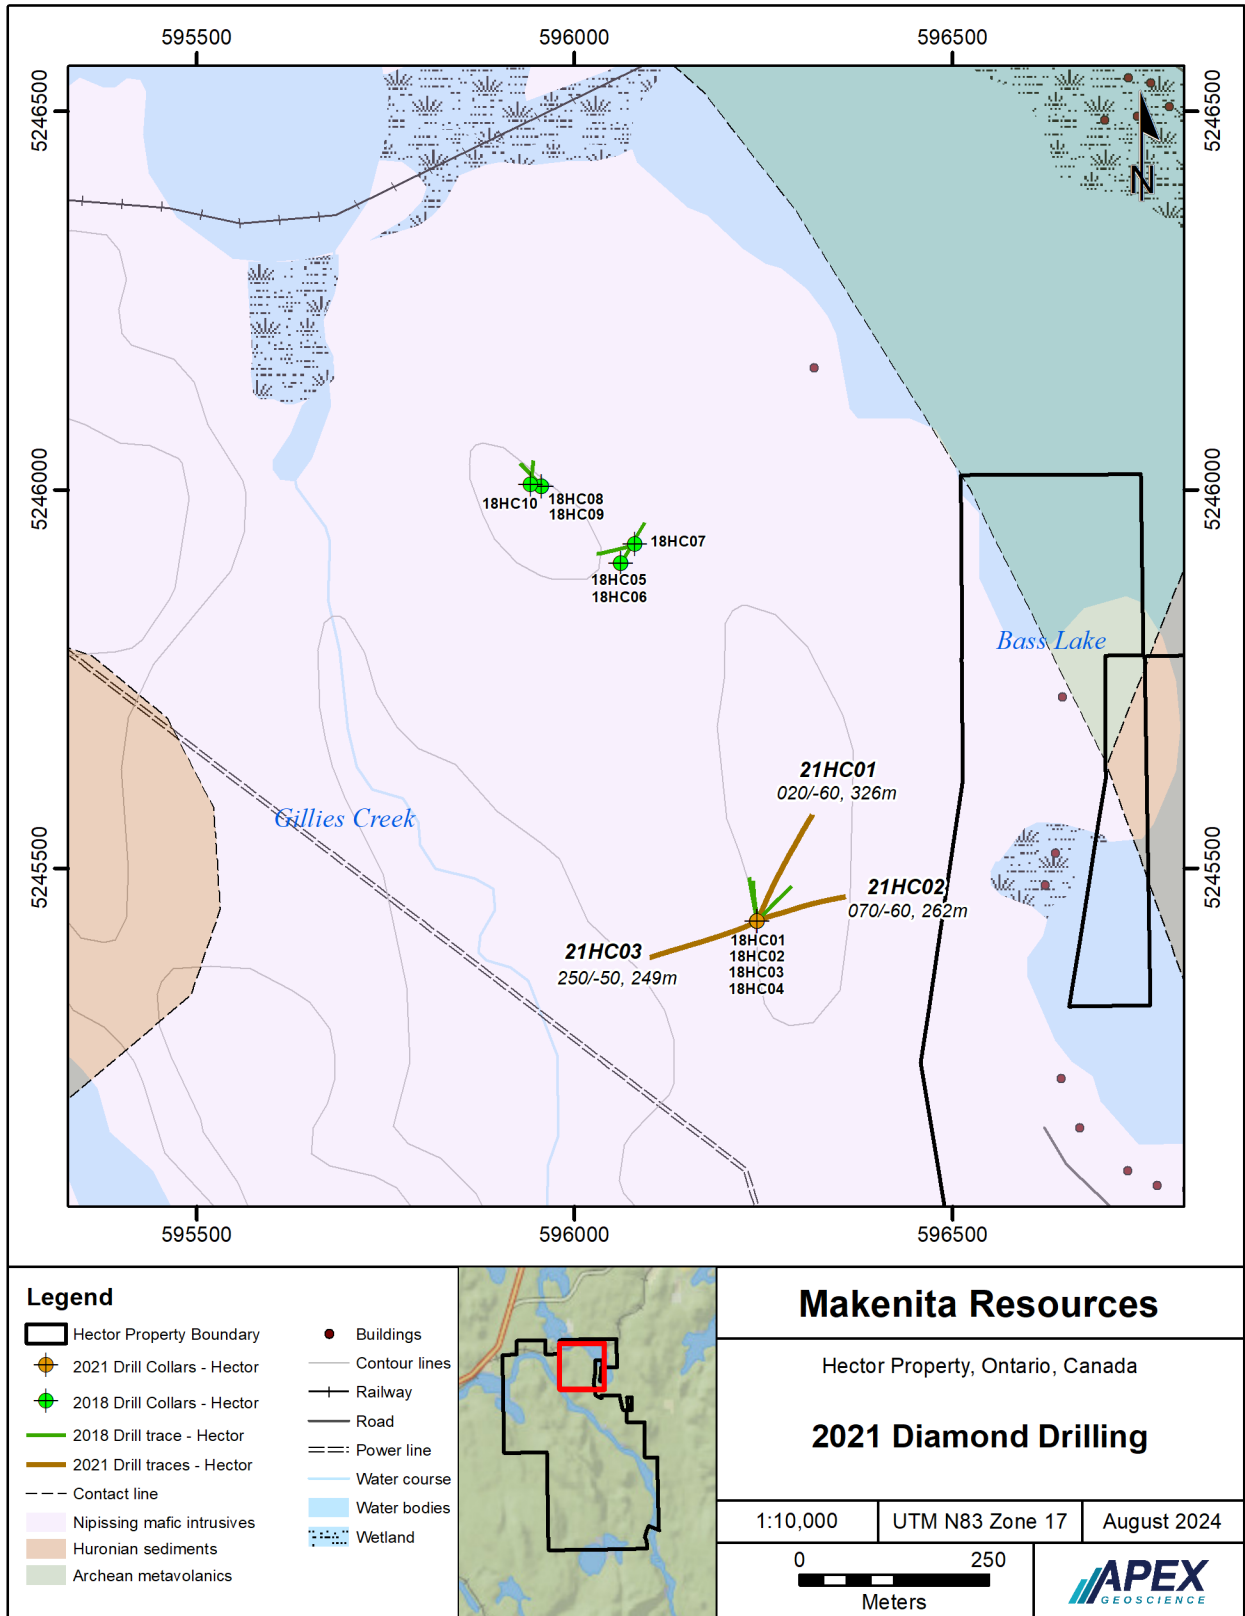 595500
596000
596500
5246500
5246500
N
18HC10
18HC08
18HC09
18HC07
18HC05
18HC06
5246000
5246000
Bass Lake
21HC01
020/-60, 326m
Gillies Creek
21HC02
070/-60, 262m
5245500
5245500
21HC03
250/-50, 249m
18HC01
18HC02
18HC03
18HC04
595500
596000
596500
Legend
Hector Property Boundary
2021 Drill Collars - Hector
2018 Drill Collars - Hector
2018 Drill trace - Hector
2021 Drill traces - Hector
Contact line
Nipissing mafic intrusives
Huronian sediments
Archean metavolanics
Buildings
Contour lines
Railway
Road
Power line
Water course
Water bodies
Wetland
Makenita Resources
Hector Property, Ontario, Canada
2021 Diamond Drilling
1:10,000
UTM N83 Zone 17
August 2024
0
250
Meters
APEX
GEOSCIENCE